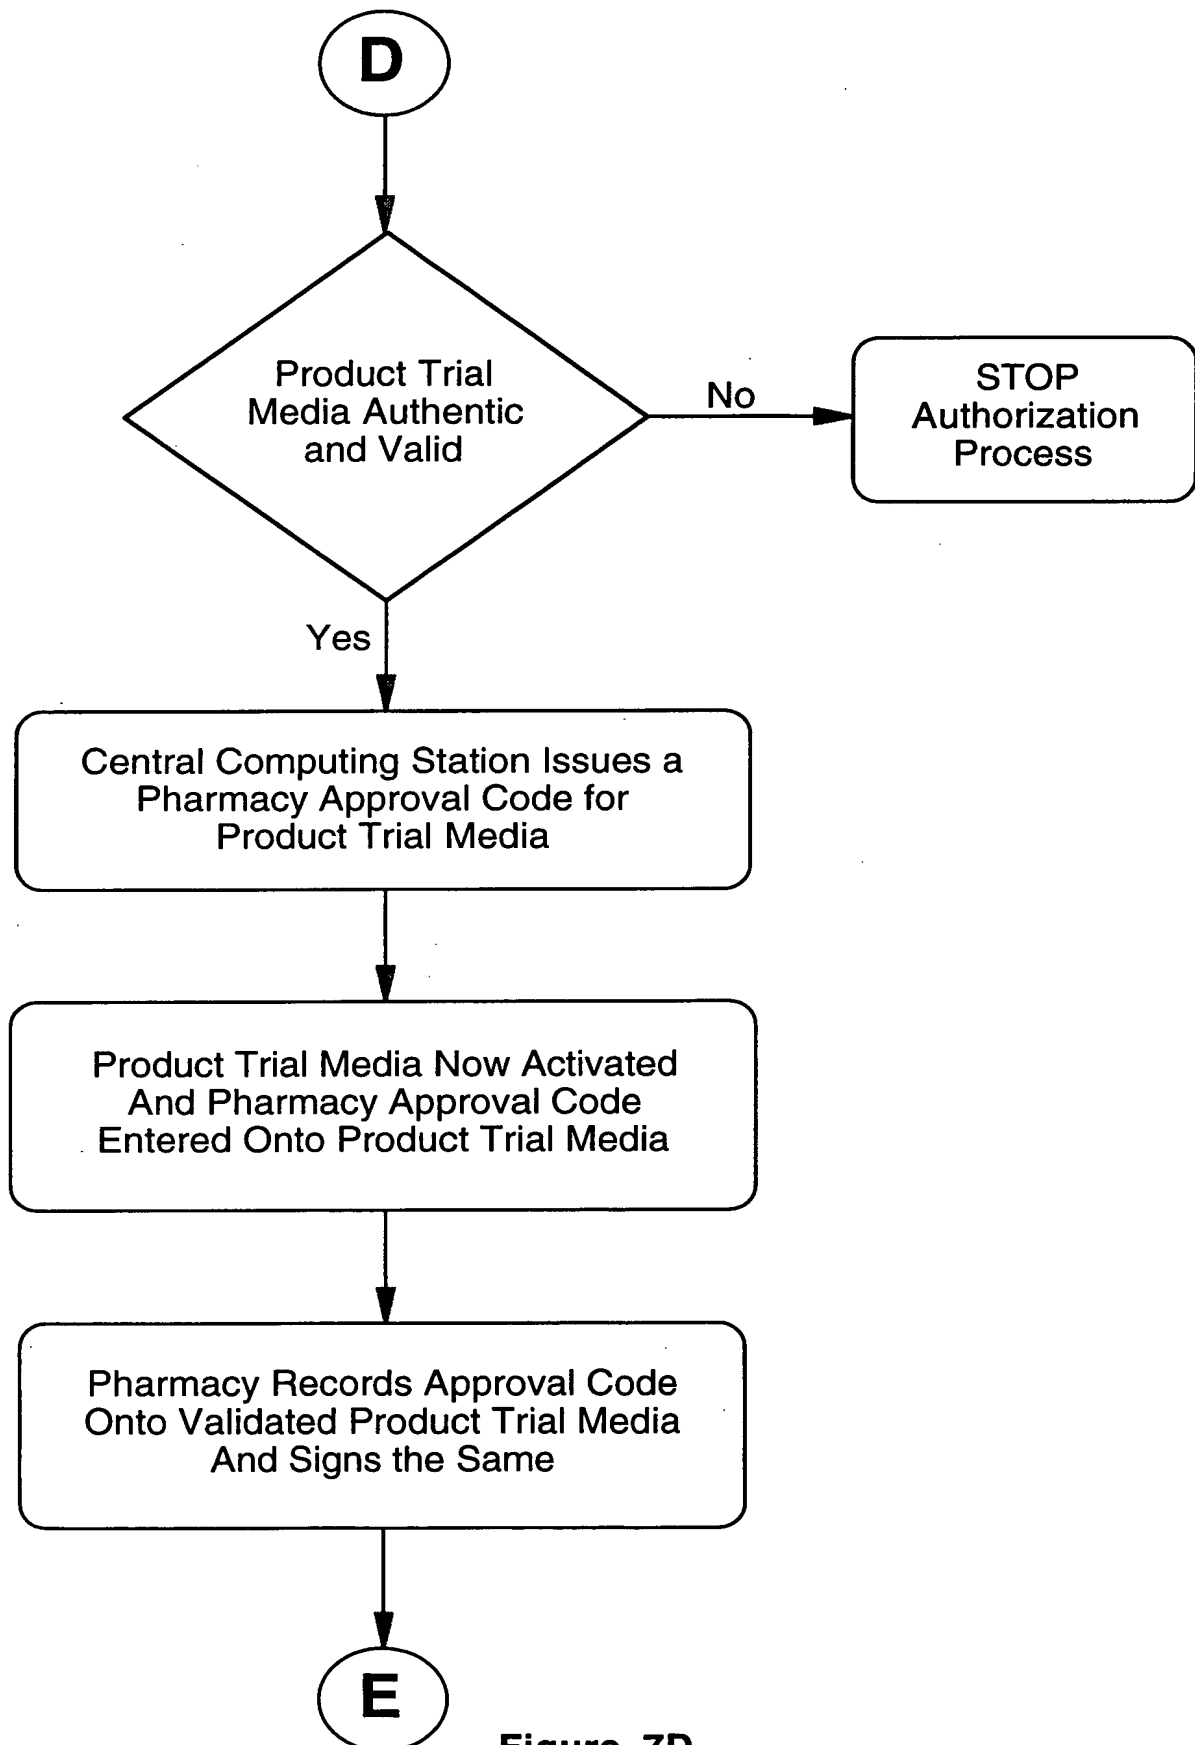 D
Product Trial
Media Authentic
and Valid
No
STOP
Authorization
Process
Yes
Central Computing Station Issues a
Pharmacy Approval Code for
Product Trial Media
Product Trial Media Now Activated
And Pharmacy Approval Code
Entered Onto Product Trial Media
Pharmacy Records Approval Code
Onto Validated Product Trial Media
And Signs the Same
E
Figure 7D